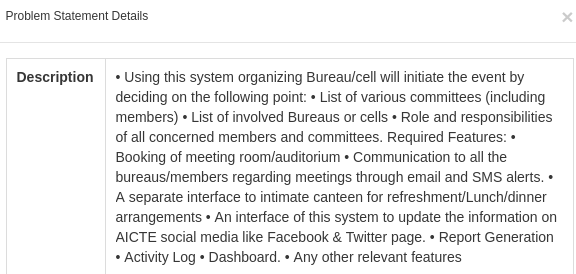 Problem Statement Details
×
Description
• Using this system organizing Bureau/cell will initiate the event by
deciding on the following point: • List of various committees (including
members) • List of involved Bureaus or cells • Role and responsibilities
of all concerned members and committees. Required Features: •
Booking of meeting room/auditorium • Communication to all the
bureaus/members regarding meetings through email and SMS alerts. •
A separate interface to intimate canteen for refreshment/Lunch/dinner
arrangements • An interface of this system to update the information on
AICTE social media like Facebook & Twitter page. • Report Generation
• Activity Log • Dashboard. • Any other relevant features